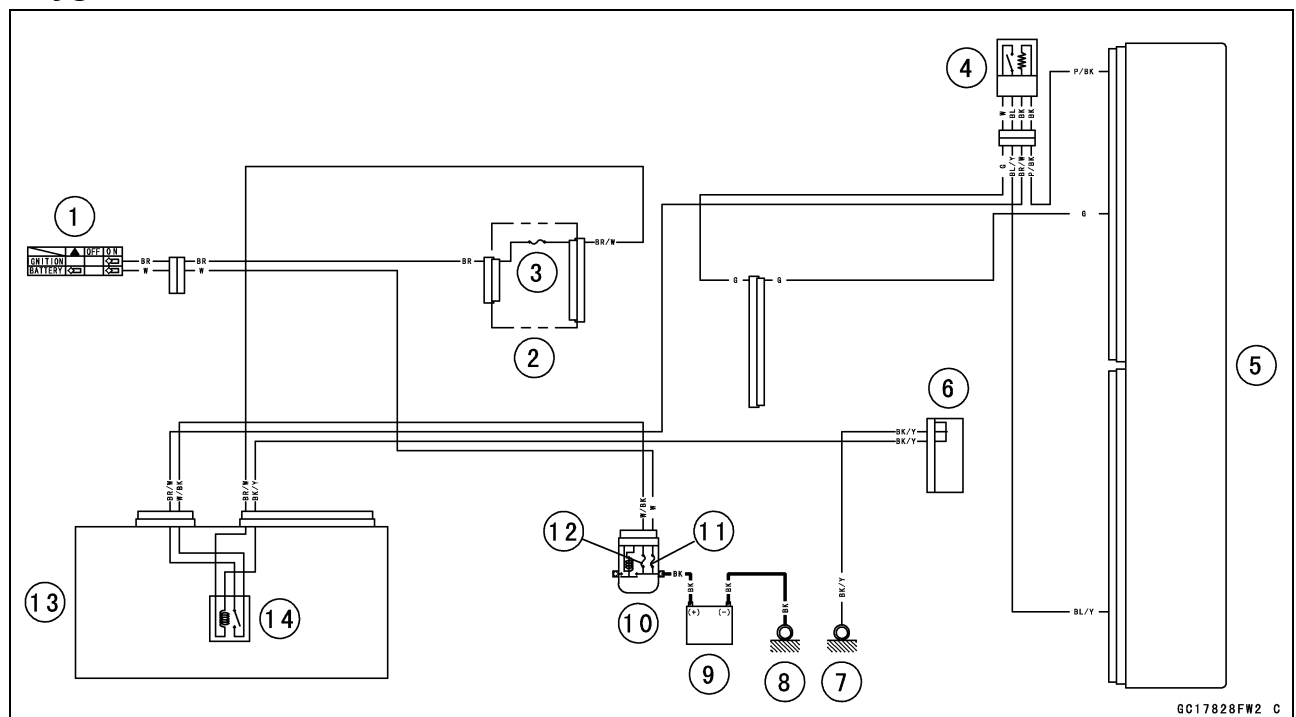 4
P/BK
W BL BK BK
G BL/Y BR/W P/BK
1
OFF ON
IGNITION
BATTERY
BR BR
W W
BR
3
BR/W
2
G
G G
5
6
BK/Y
BK/Y
BR/W W/BK BR/W BK/Y
W/BK W
12 11
BK
BK BK
(+) (-)
BK
BK/Y
BL/Y
13
14
10
9
8
7
GC17828FW2 C